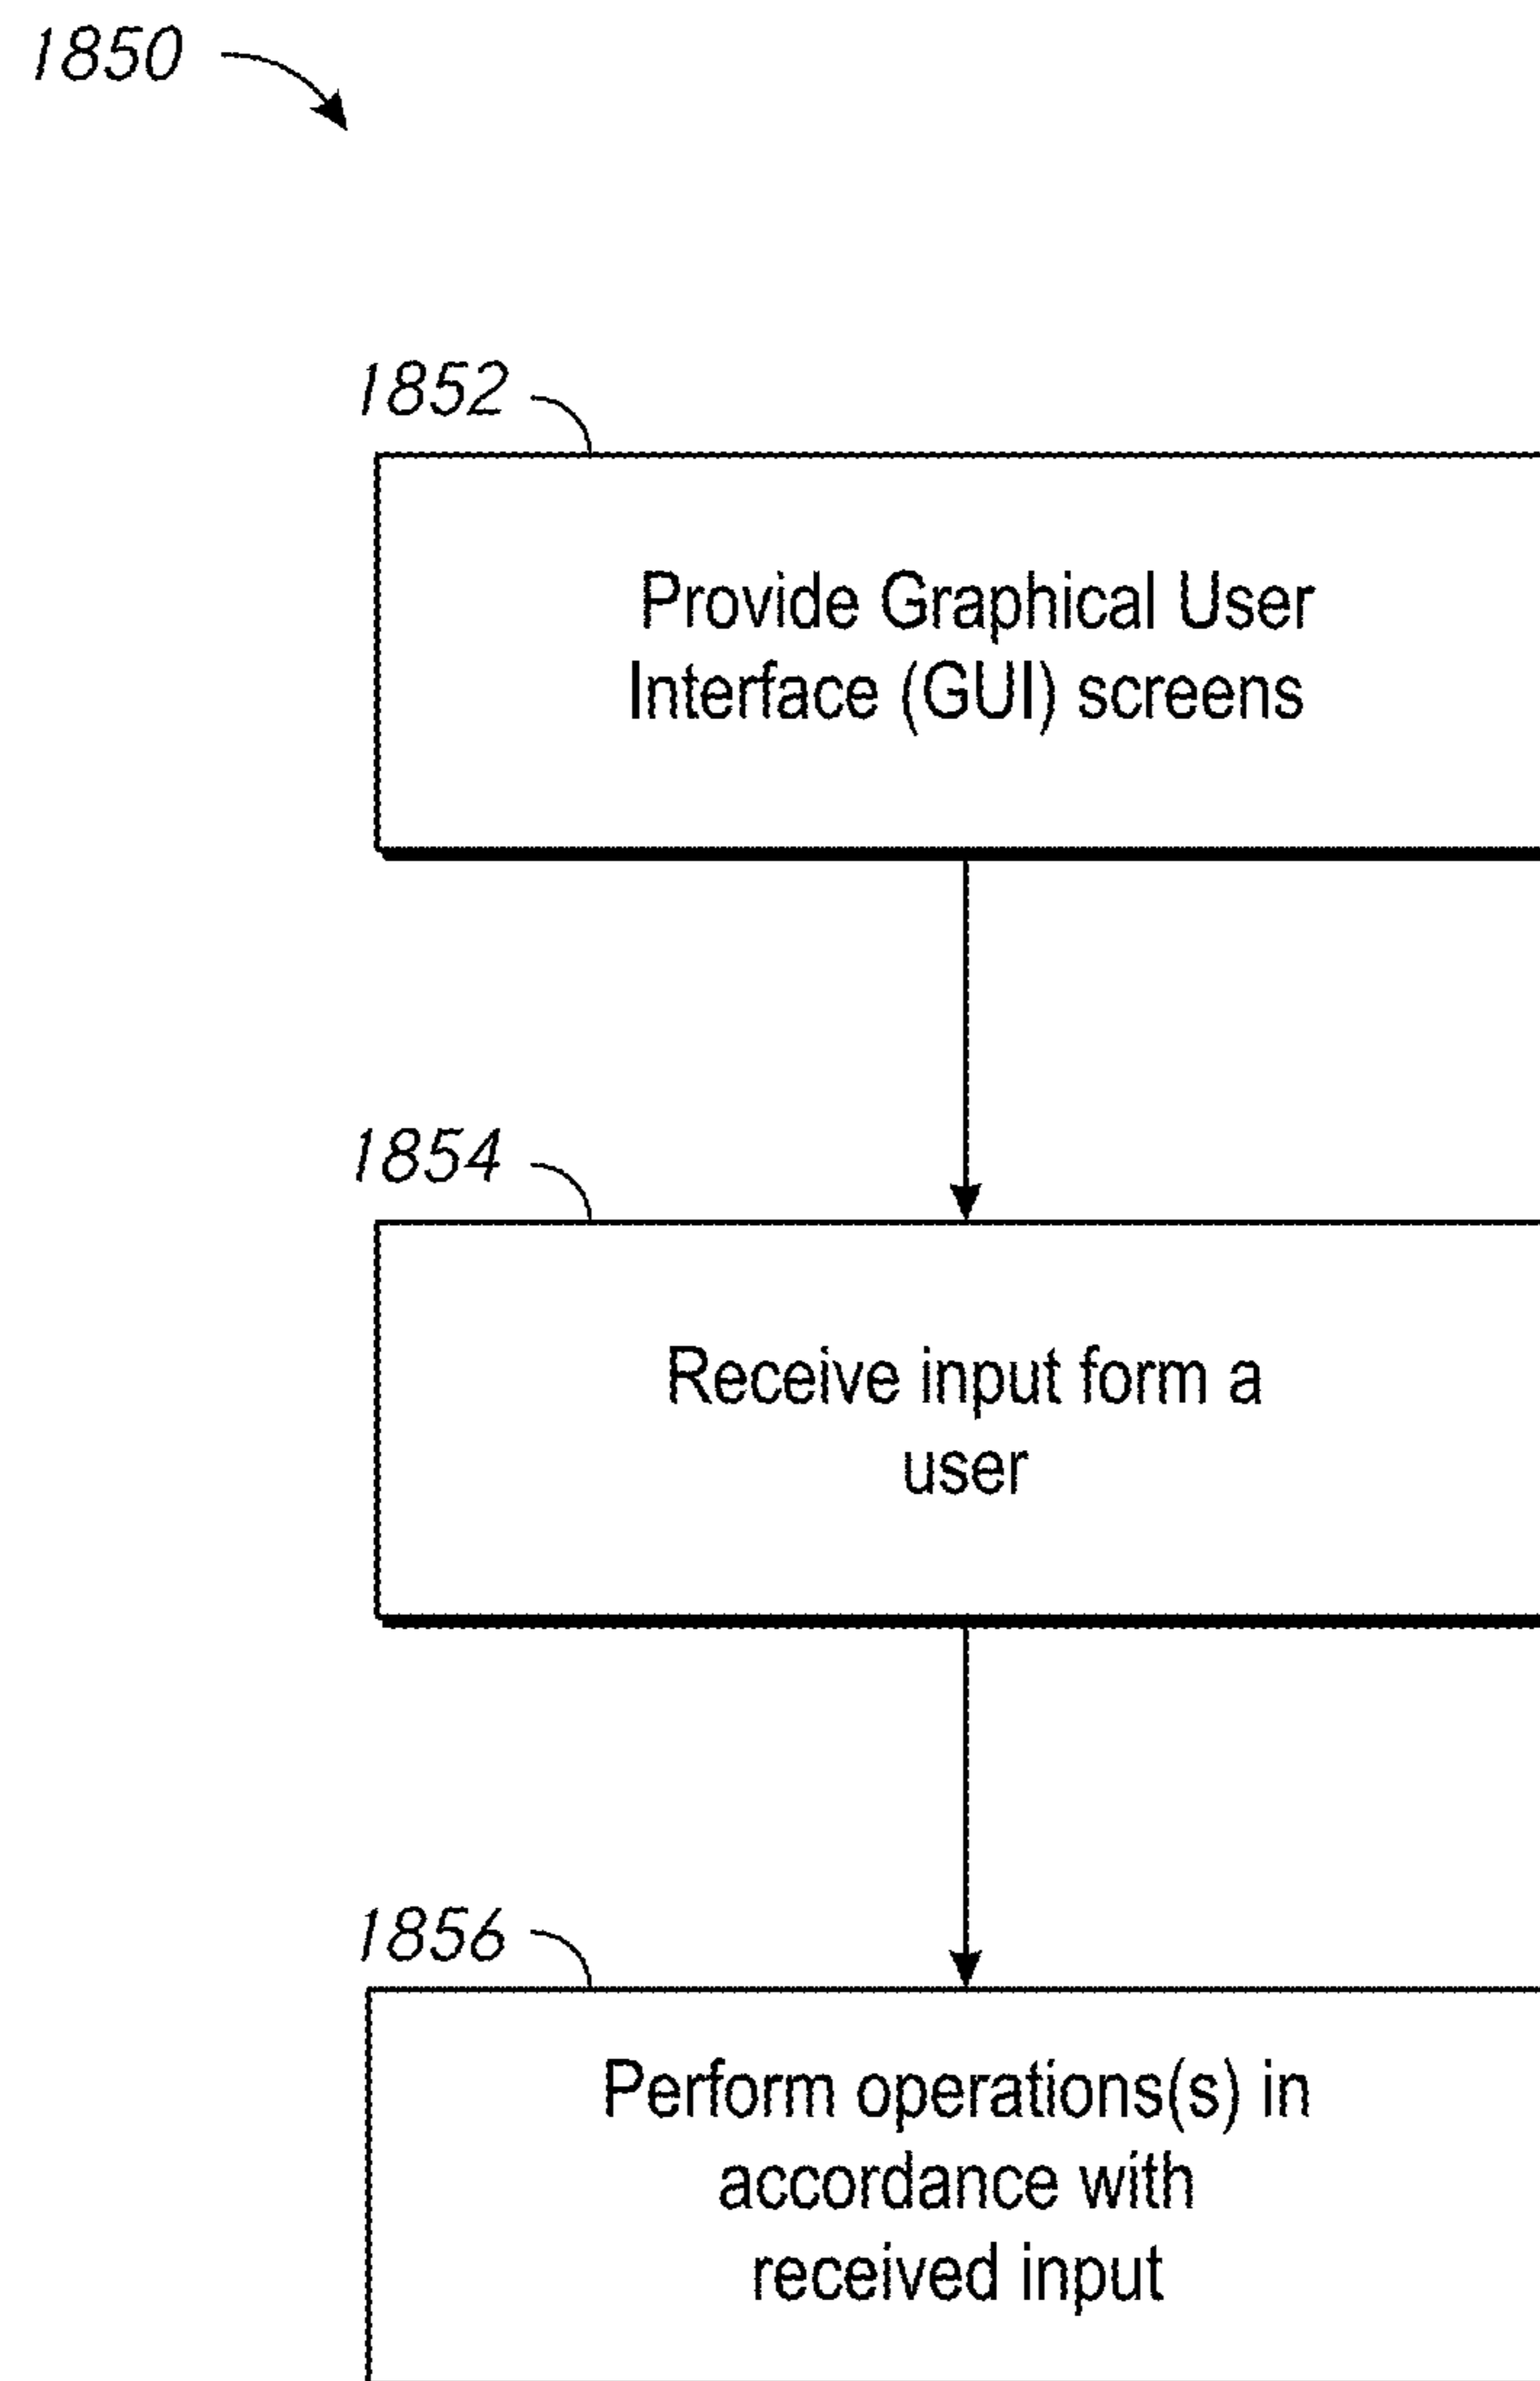 1850
1852
Provide Graphical User
Interface (GUI) screens
1854
Receive input form a
user
1856
Perform operations(s) in
accordance with
received input